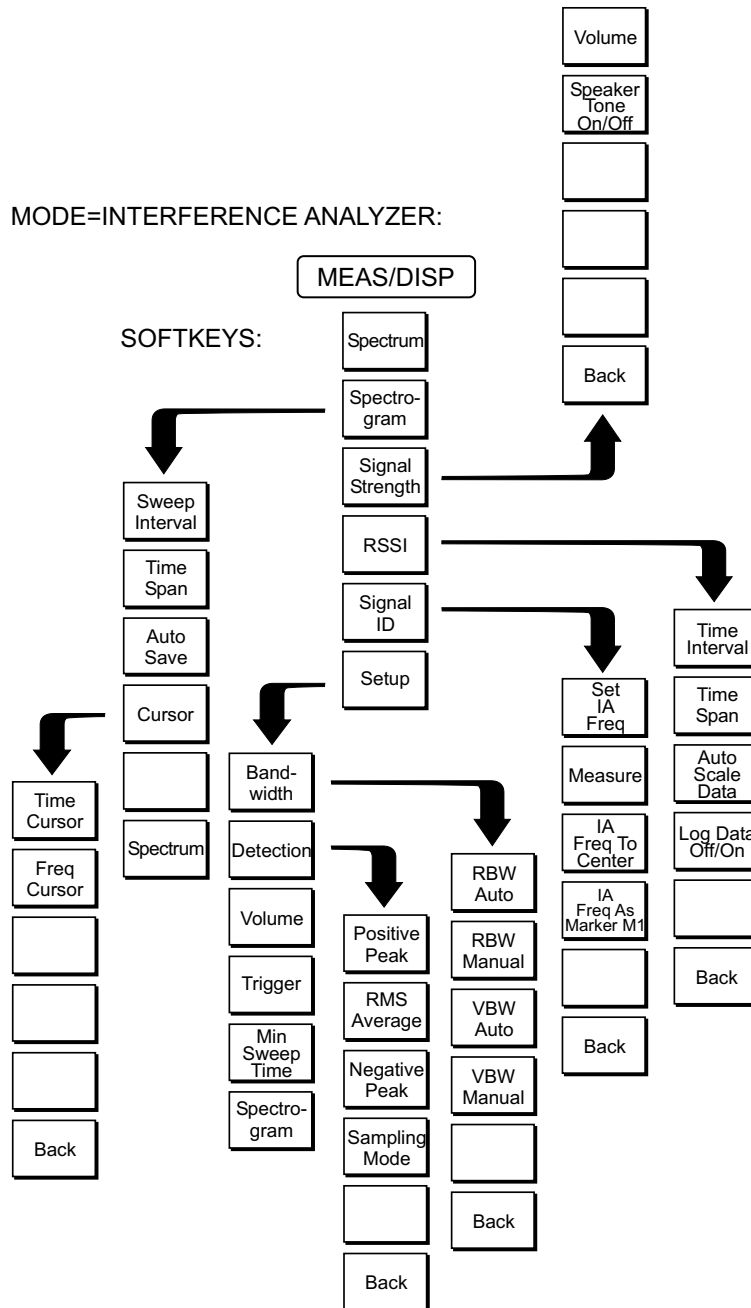 Volume
Speaker
Tone
On/Off
Back
MODE=INTERFERENCE ANALYZER:
MEAS/DISP
SOFTKEYS:
Spectrum
Spectro-
gram
Signal
Strength
RSSI
Signal
ID
Setup
Sweep
Interval
Time
Span
Auto
Save
Cursor
Spectrum
Time
Cursor
Freq
Cursor
Back
Band-
width
Detection
Volume
Trigger
Min
Sweep
Time
Spectro-
gram
Positive
Peak
RMS
Average
Negative
Peak
Sampling
Mode
Back
RBW
Auto
RBW
Manual
VBW
Auto
VBW
Manual
Back
Set
IA
Freq
Measure
IA
Freq To
Center
IA
Freq As
Marker M1
Back
Time
Interval
Time
Span
Auto
Scale
Data
Log Data
Off/On
Back